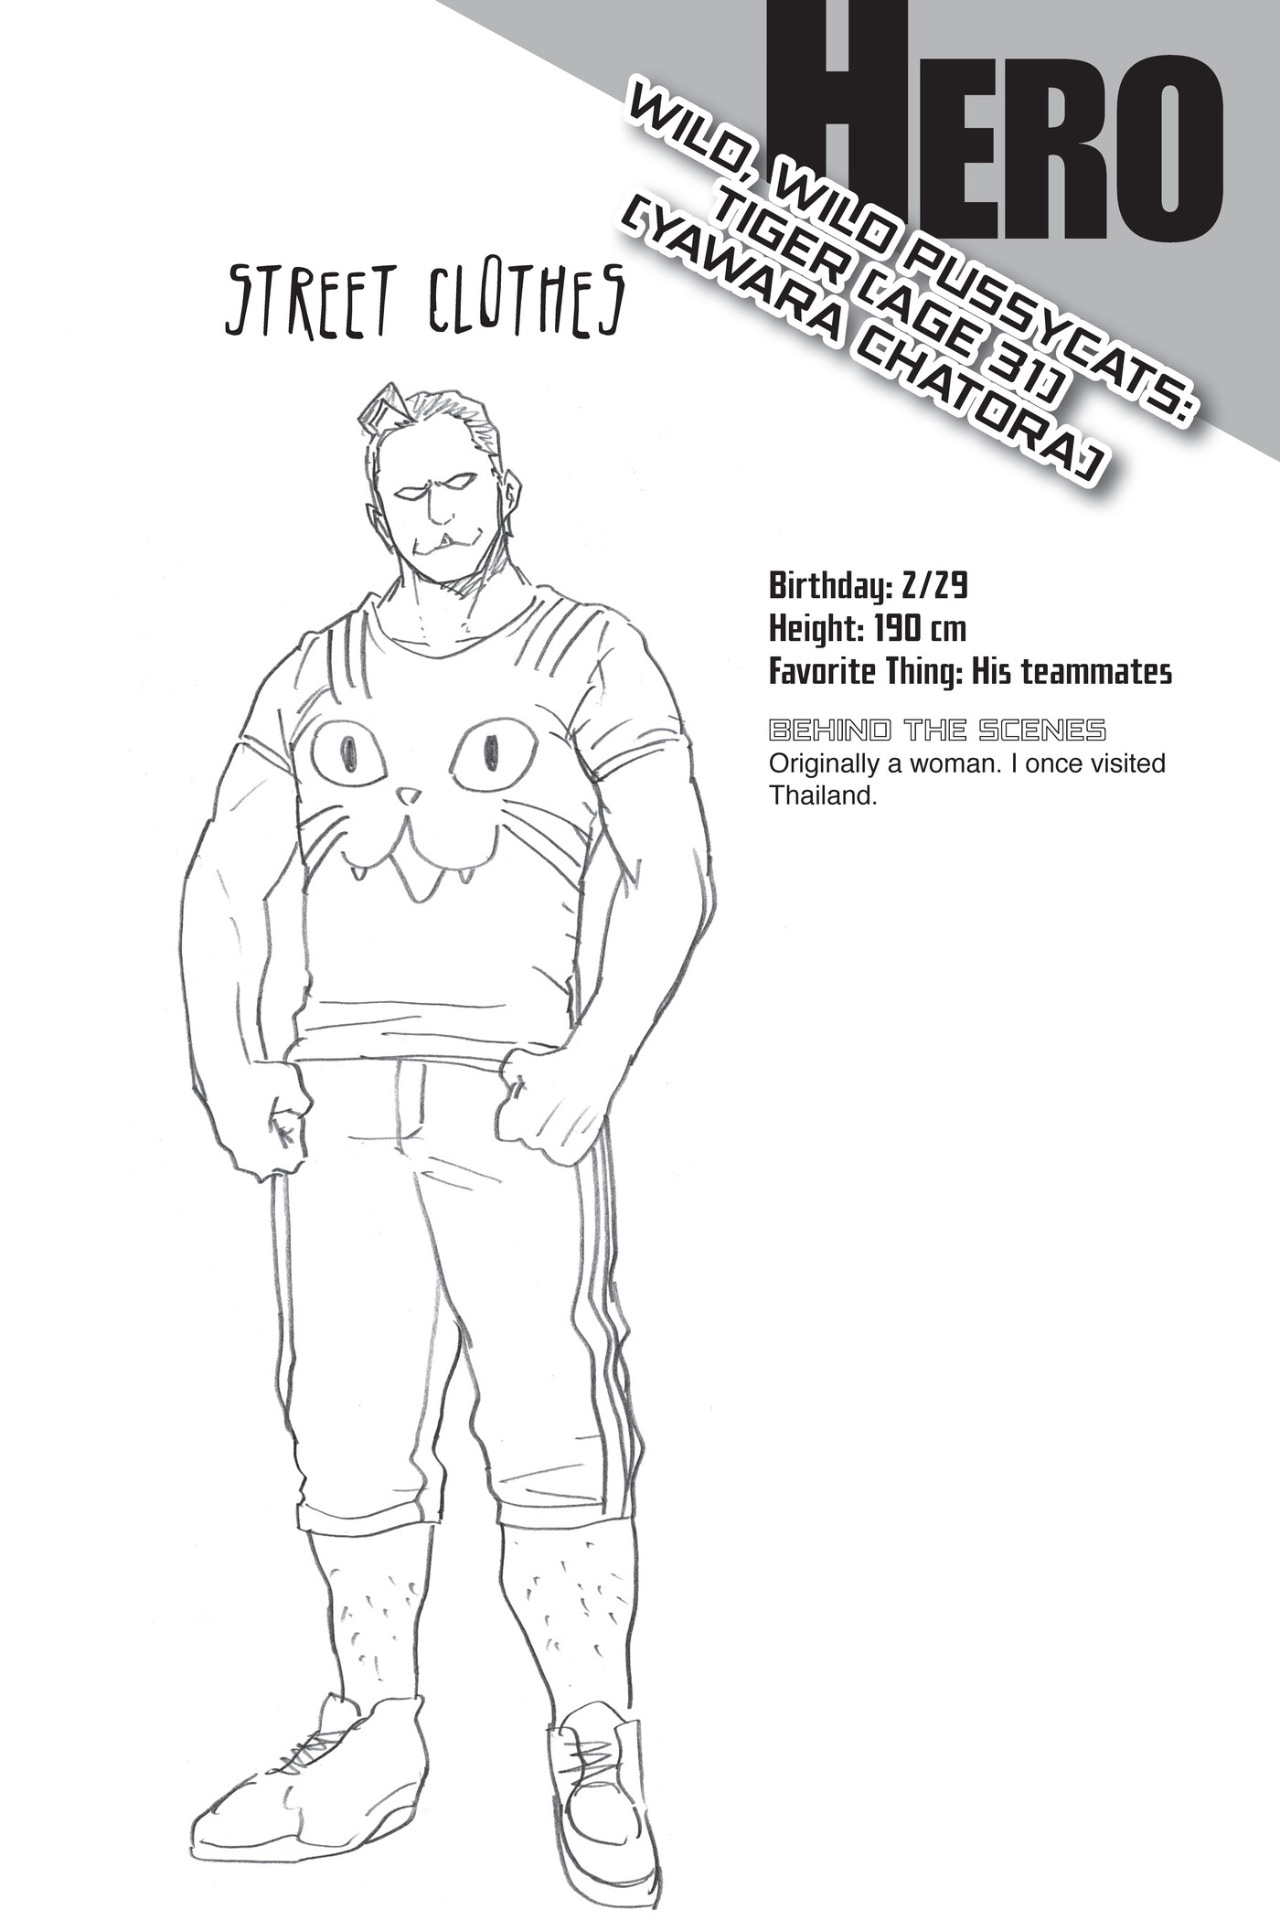 HERO
WILD, WILD PUSSYCATS:
TIGER (AGE 31)
(YAWARA CHATORA)
STREET CLOTHES
Birthday: 2/29
Height: 190 cm
Favorite Thing: His teammates
BEHIND THE SCENES
Originally a woman. I once visited
Thailand.